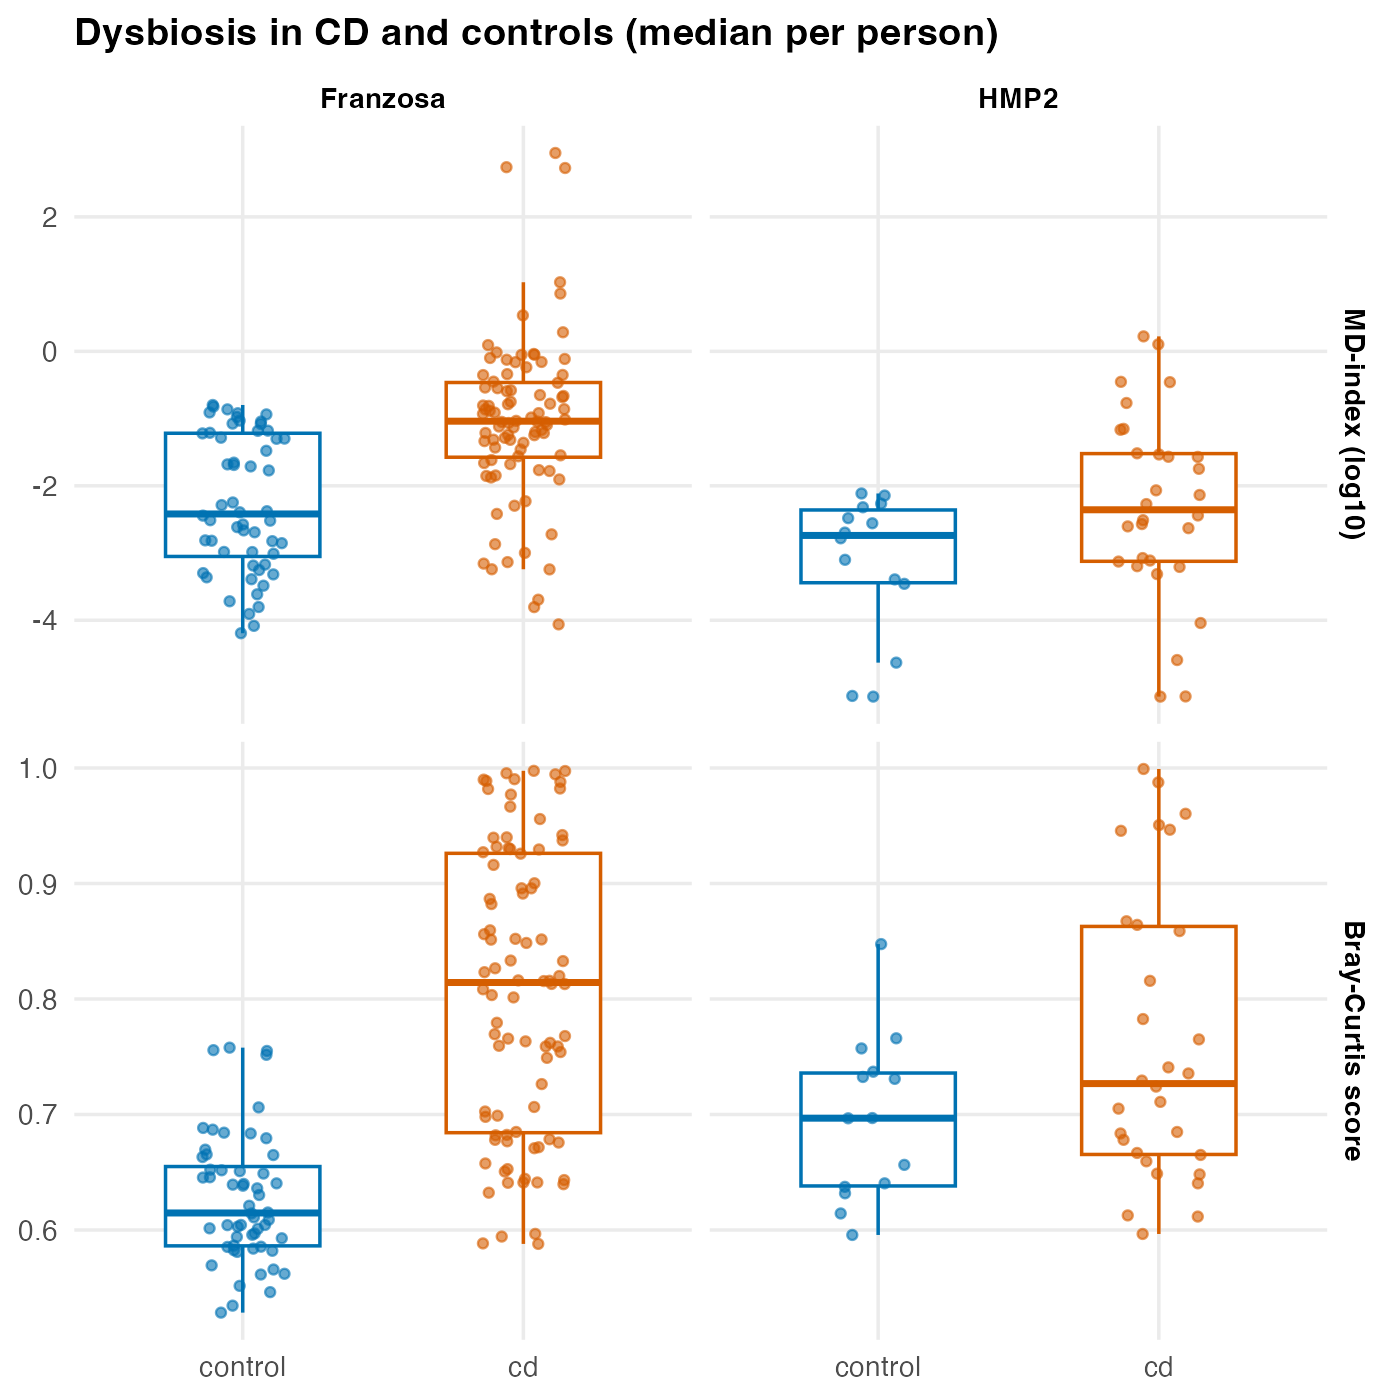 Dysbiosis in CD and controls (median per person)
Franzosa
HMP2
2
0
-2
-4
MD-index (log10)
1.0
0.9
0.8
0.7
0.6
Bray-Curtis score
control
cd
control
cd